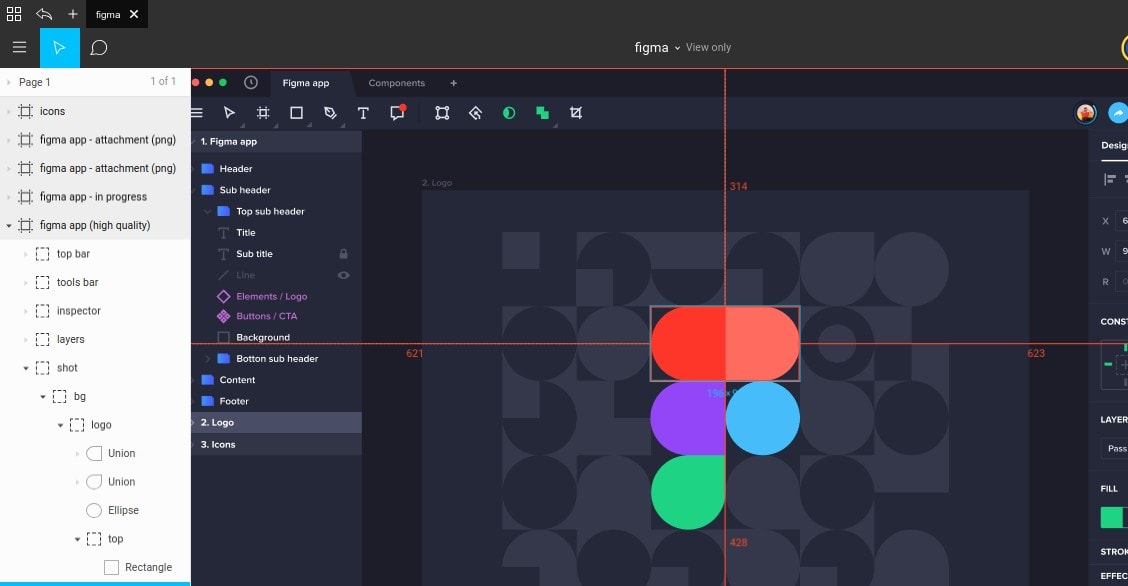 figma
figma
View only
Page 1
1 of 1
icons
figma app - attachment (png)
figma app - attachment (png)
figma app - in progress
figma app (high quality)
top bar
tools bar
inspector
layers
shot
bg
logo
Union
Union
Ellipse
top
Rectangle
Figma app
Components
1. Figma app
Header
Sub header
Top sub header
Title
Sub title
Line
Elements / Logo
Buttons / CTA
Background
Botton sub header
Content
Footer
2. Logo
3. Icons
2. Logo
314
621
623
428
Desig
X 6
W 9
R 0
CONST
LAYER
Pass
FILL
STROK
EFFEC